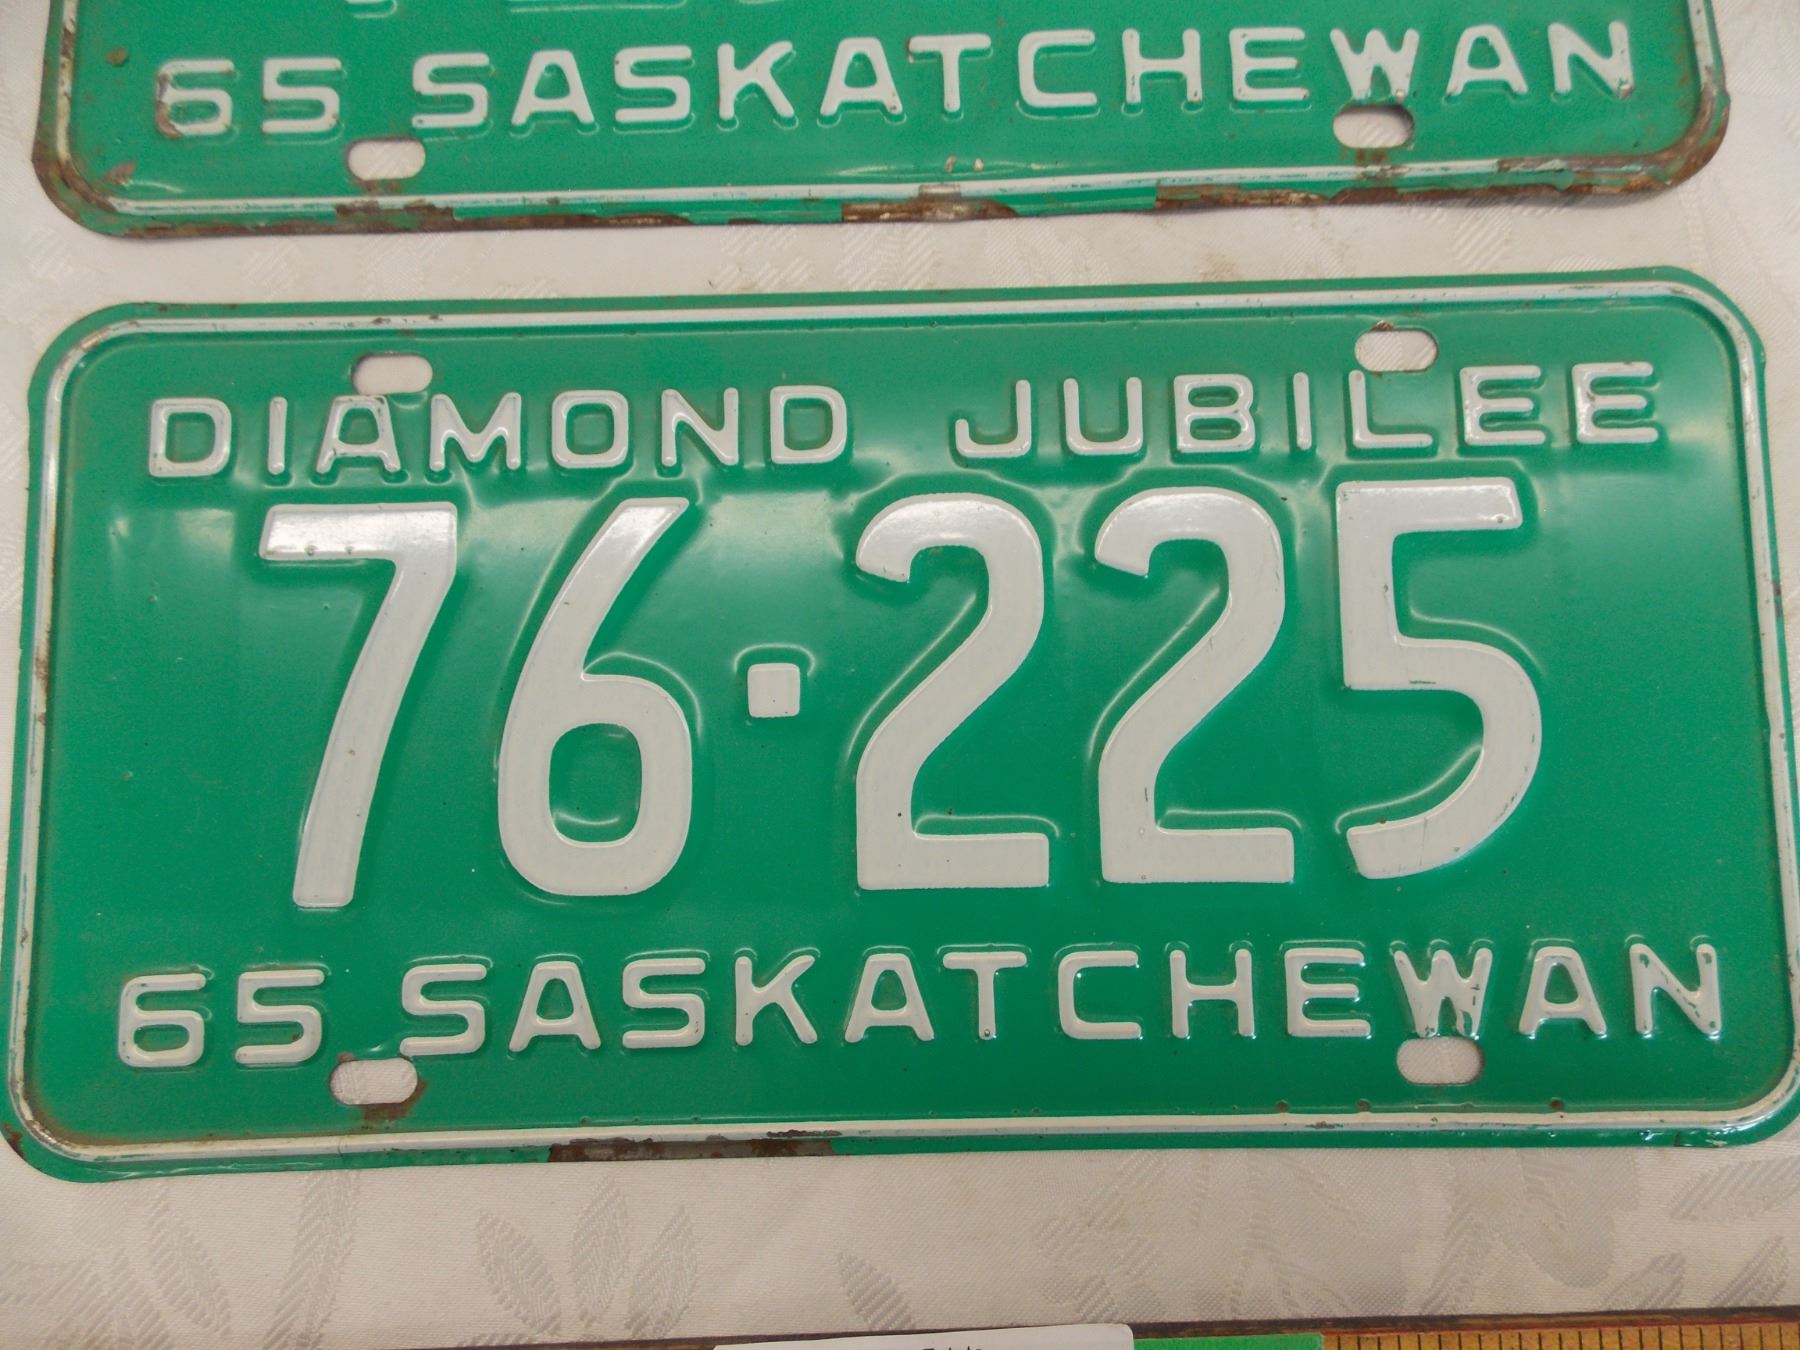 65 SASKATCHEWAN
DIAMOND JUBILEE
76·225
65 SASKATCHEWAN